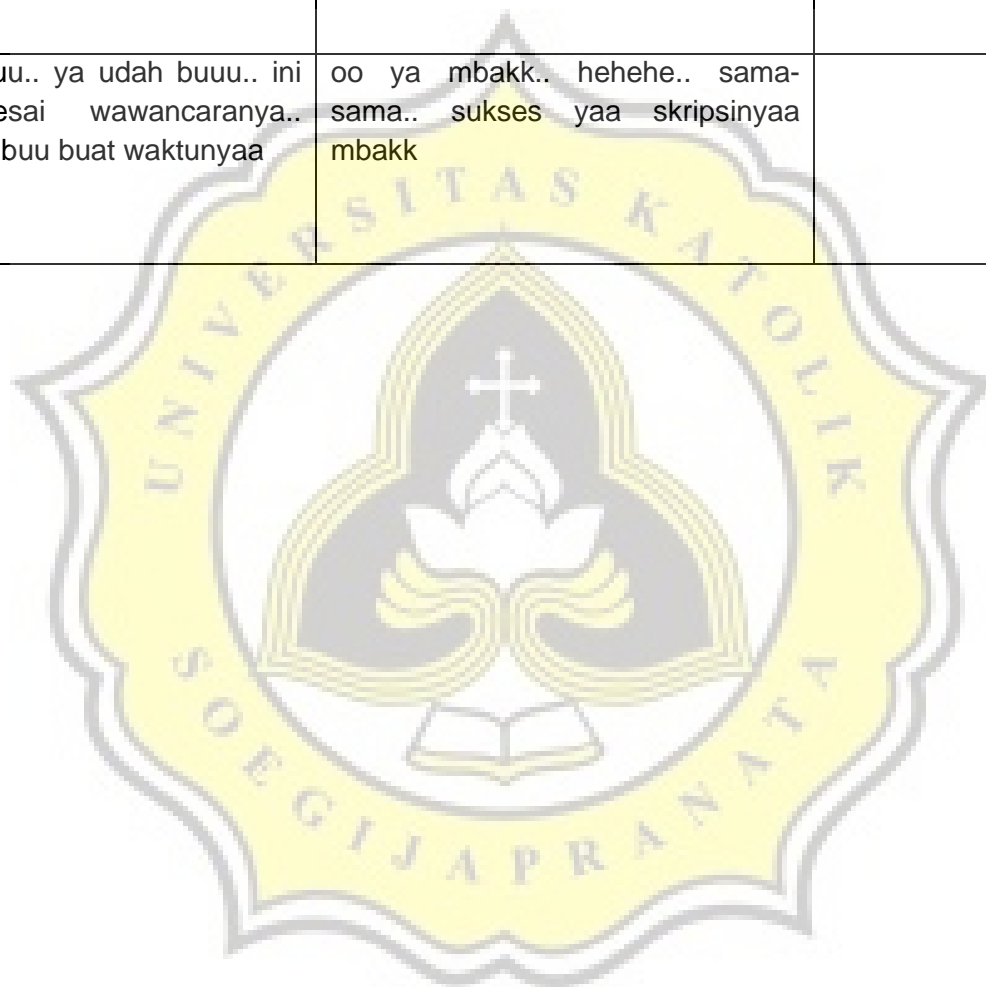 uu.. ya udah buuu.. ini
esai wawancaranya..
buu buat waktunyaa
oo ya mbakk.. hehehe.. sama-
sama.. sukses yaa skripsinyaa
mbakk
UNIVERSITAS KATOLIK
SOEGIJAPRANATA